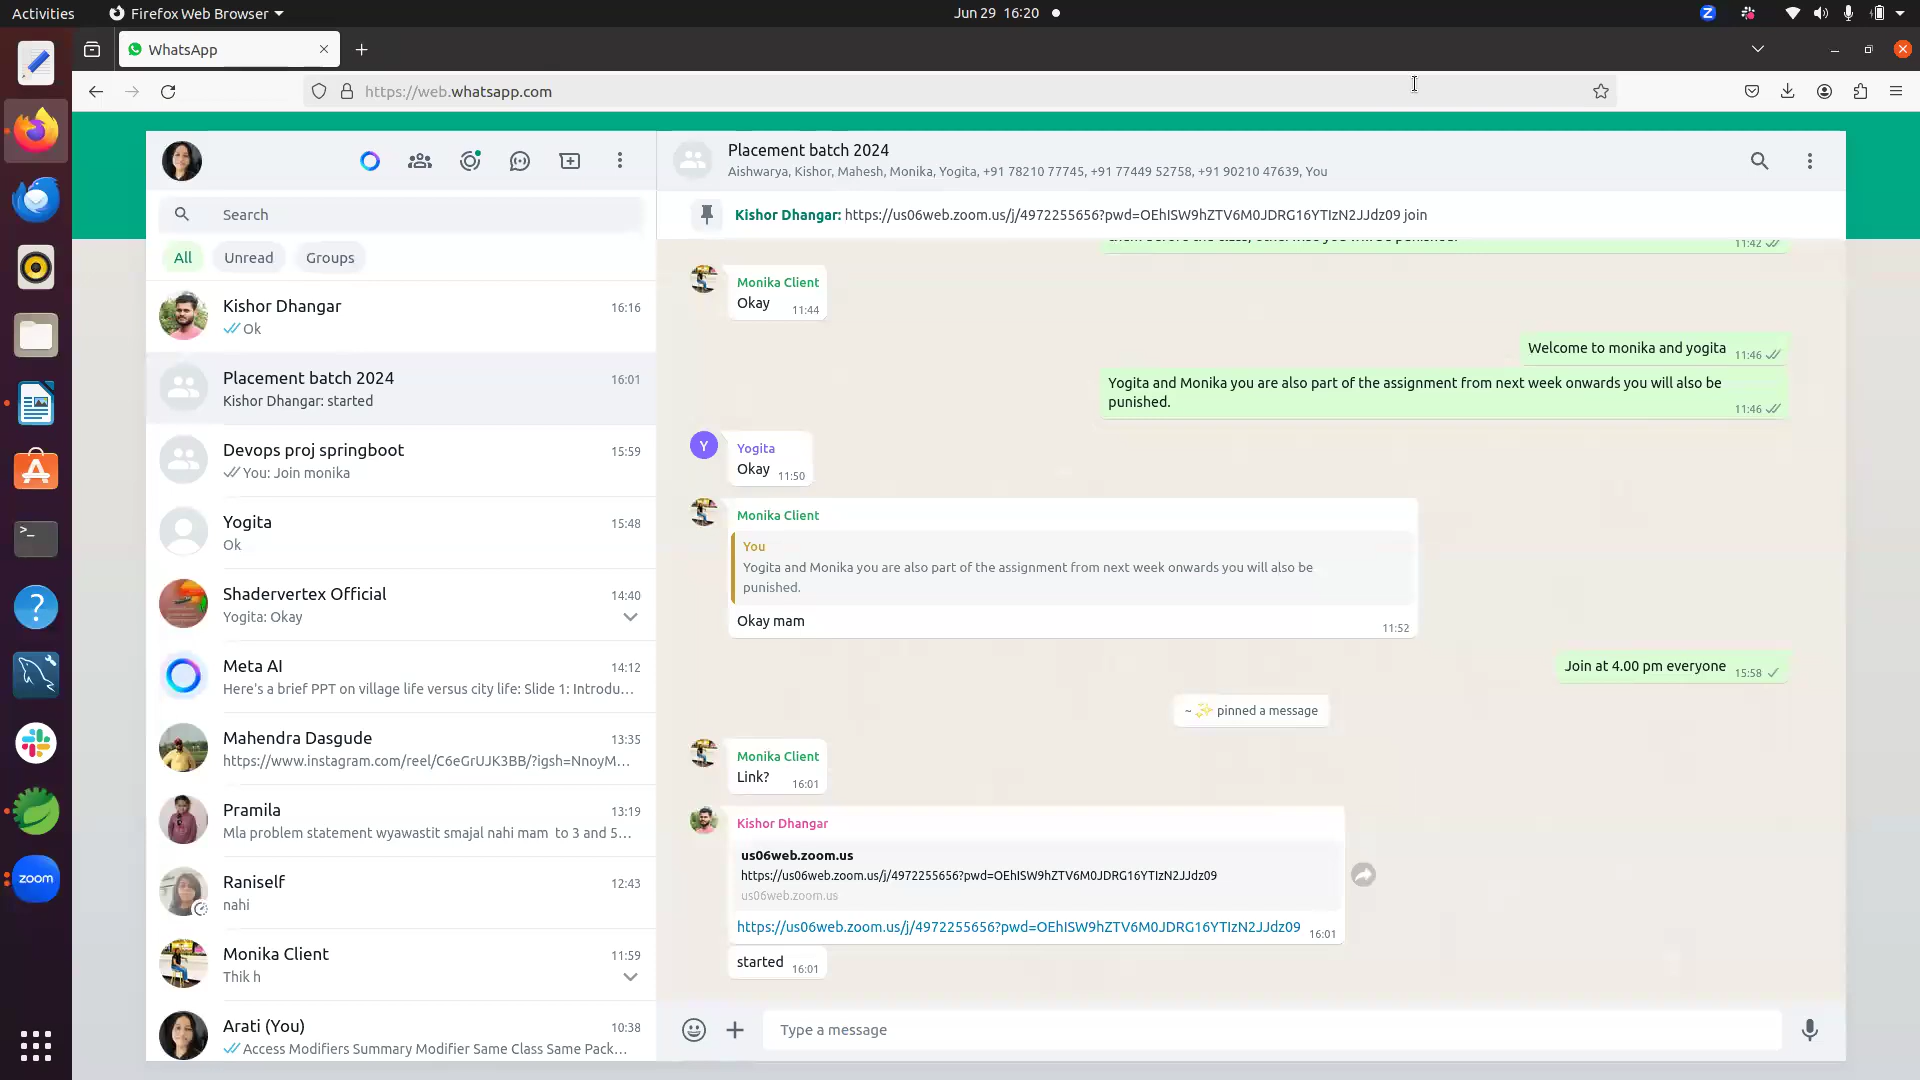 Activities
Firefox Web Browser
Jun 29 16:20
WhatsApp
https://web.whatsapp.com
Search
All
Unread
Groups
Kishor Dhangar
16:16
Ok
Placement batch 2024
16:01
Kishor Dhangar: started
Devops proj springboot
15:59
You: Join monika
Yogita
15:48
Ok
Shadervertex Official
14:40
Yogita: Okay
Meta AI
14:12
Here's a brief PPT on village life versus city life: Slide 1: Introdu...
Mahendra Dasgude
13:35
https://www.instagram.com/reel/C6eGrUJK3BB/?igsh=NnoyM...
Pramila
13:19
Mla problem statement wyawastit smajal nahi mam to 3 and 5...
Raniself
12:43
nahi
Monika Client
11:59
Thik h
Arati (You)
10:38
Access Modifiers Summary Modifier Same Class Same Pack...
Placement batch 2024
Aishwarya, Kishor, Mahesh, Monika, Yogita, +91 78210 77745, +91 77449 52758, +91 90210 47639, You
Kishor Dhangar: https://us06web.zoom.us/j/4972255656?pwd=OEhISW9hZTV6M0JDRG16YTIzN2JJdz09 join
11:42
Monika Client
Okay 11:44
Welcome to monika and yogita 11:46
Yogita and Monika you are also part of the assignment from next week onwards you will also be
punished. 11:46
Y
Yogita
Okay 11:50
Monika Client
You
Yogita and Monika you are also part of the assignment from next week onwards you will also be
punished.
Okay mam
11:52
Join at 4.00 pm everyone 15:58
~ ✨ pinned a message
Monika Client
Link? 16:01
Kishor Dhangar
us06web.zoom.us
https://us06web.zoom.us/j/4972255656?pwd=OEhISW9hZTV6M0JDRG16YTIzN2JJdz09
us06web.zoom.us
https://us06web.zoom.us/j/4972255656?pwd=OEhISW9hZTV6M0JDRG16YTIzN2JJdz09 16:01
started 16:01
Type a message
zoom